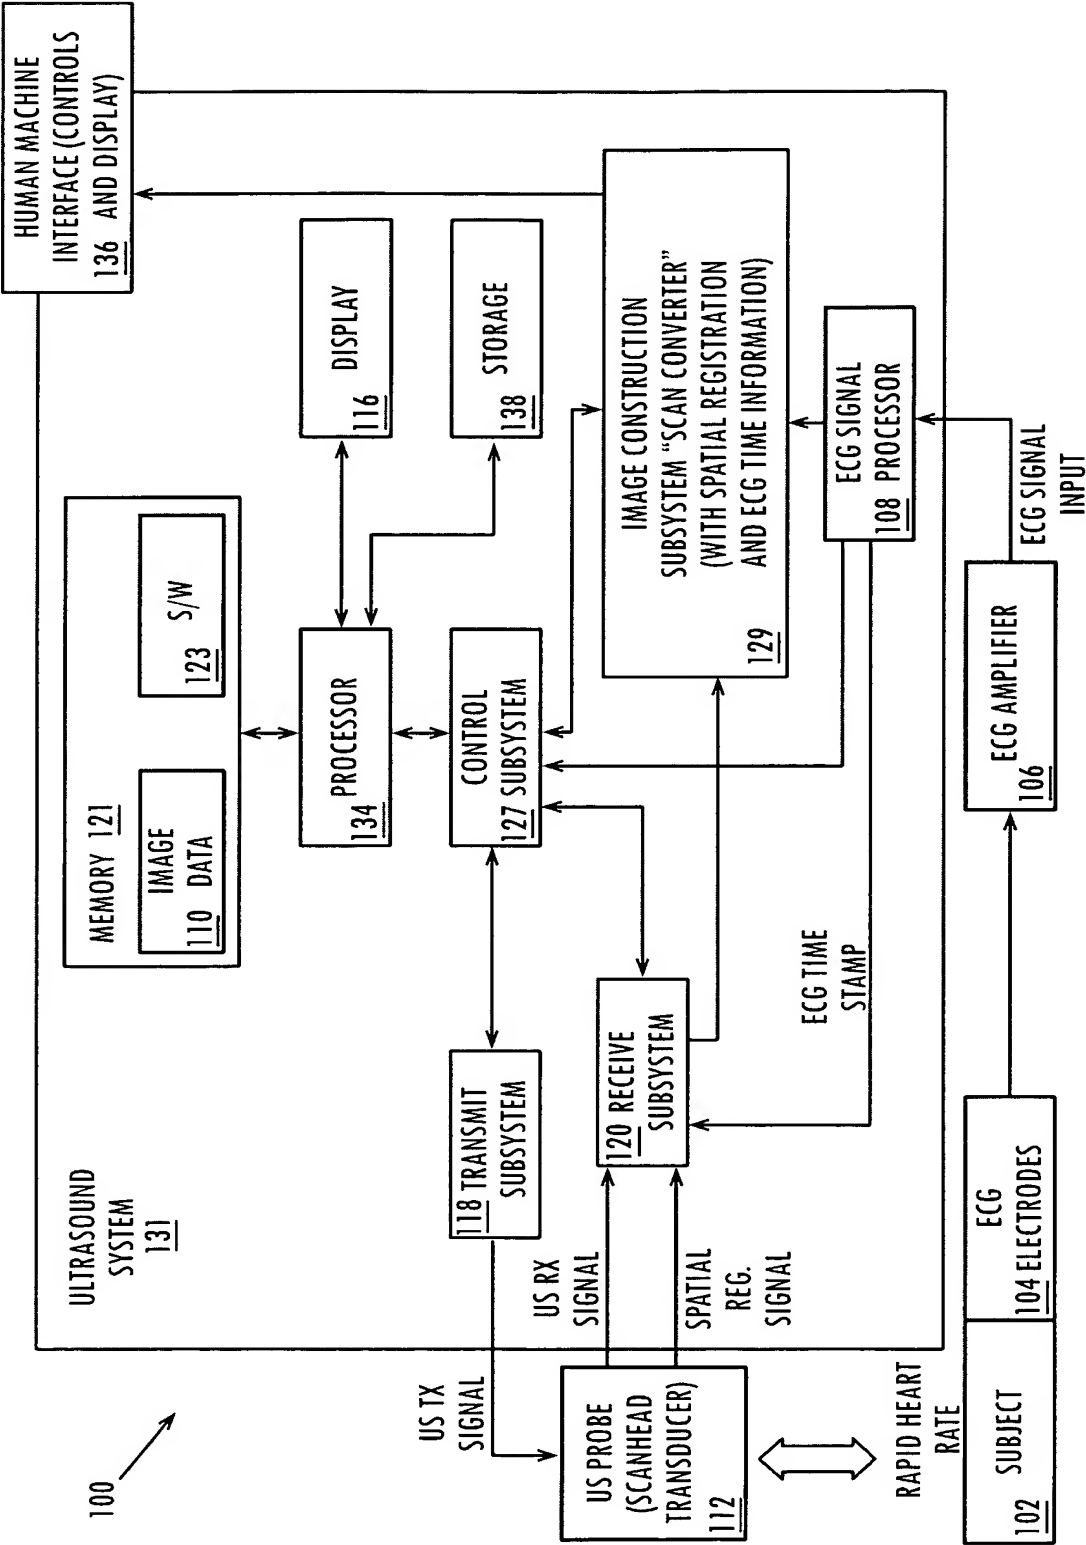 100
ULTRASOUND
SYSTEM
131
HUMAN MACHINE
INTERFACE (CONTROLS
136 AND DISPLAY)
MEMORY 121
IMAGE
110 DATA
S/W
123
PROCESSOR
134
DISPLAY
116
STORAGE
138
CONTROL
127 SUBSYSTEM
118 TRANSMIT
SUBSYSTEM
120 RECEIVE
SUBSYSTEM
IMAGE CONSTRUCTION
SUBSYSTEM "SCAN CONVERTER"
(WITH SPATIAL REGISTRATION
AND ECG TIME INFORMATION)
129
ECG SIGNAL
108 PROCESSOR
ECG TIME
STAMP
US TX
SIGNAL
US RX
SIGNAL
SPATIAL
REG.
SIGNAL
US PROBE
(SCANHEAD
TRANSDUCER)
112
RAPID HEART
RATE
SUBJECT
102
ECG
104 ELECTRODES
ECG AMPLIFIER
106
ECG SIGNAL
INPUT